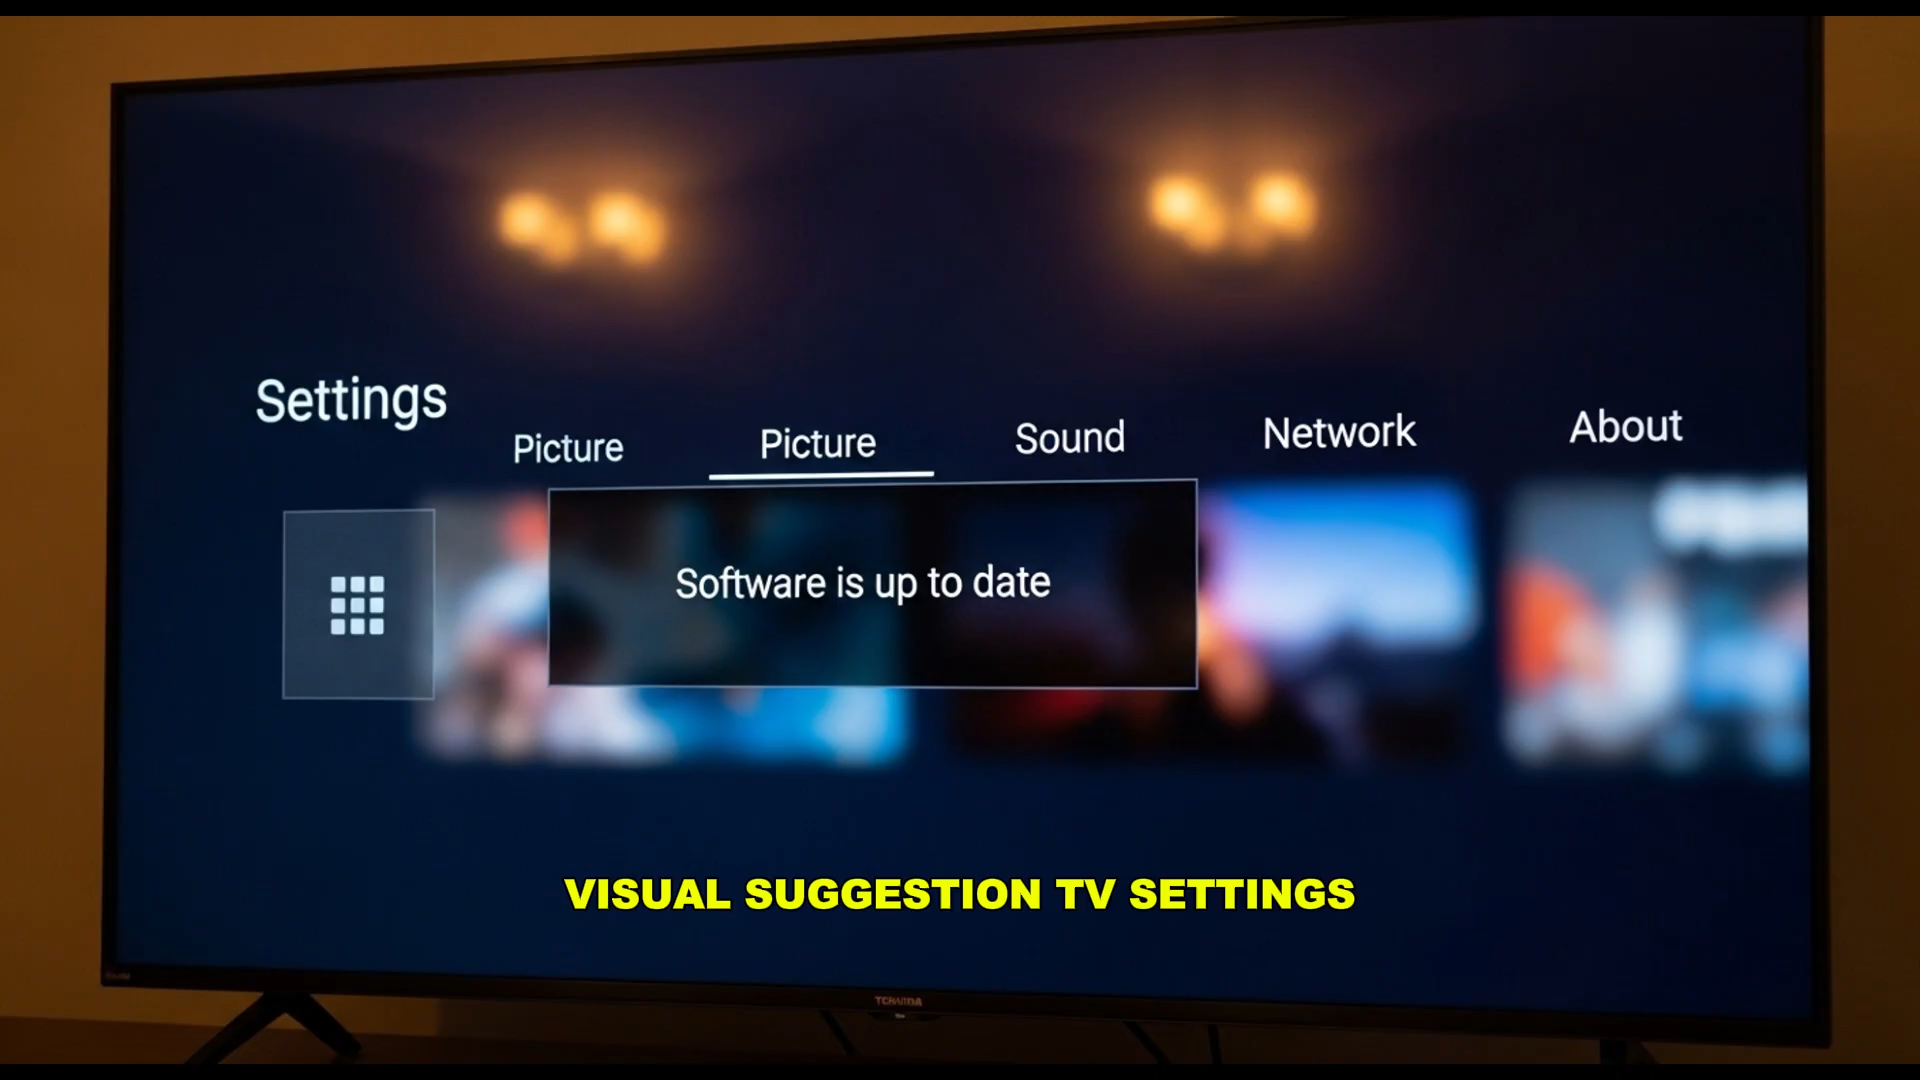 Settings
Picture
Picture
Sound
Network
About
Software is up to date
VISUAL SUGGESTION TV SETTINGS